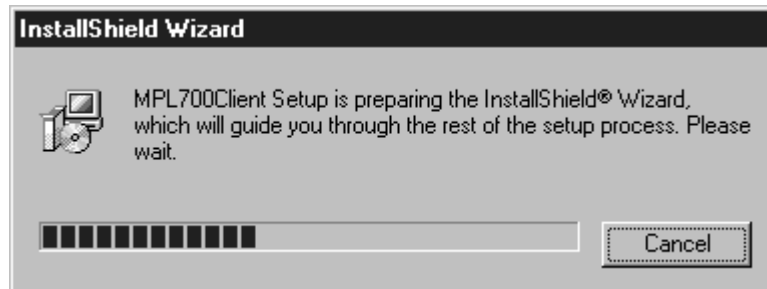 InstallShield Wizard
MPL700Client Setup is preparing the InstallShield® Wizard,
which will guide you through the rest of the setup process. Please
wait.
Cancel